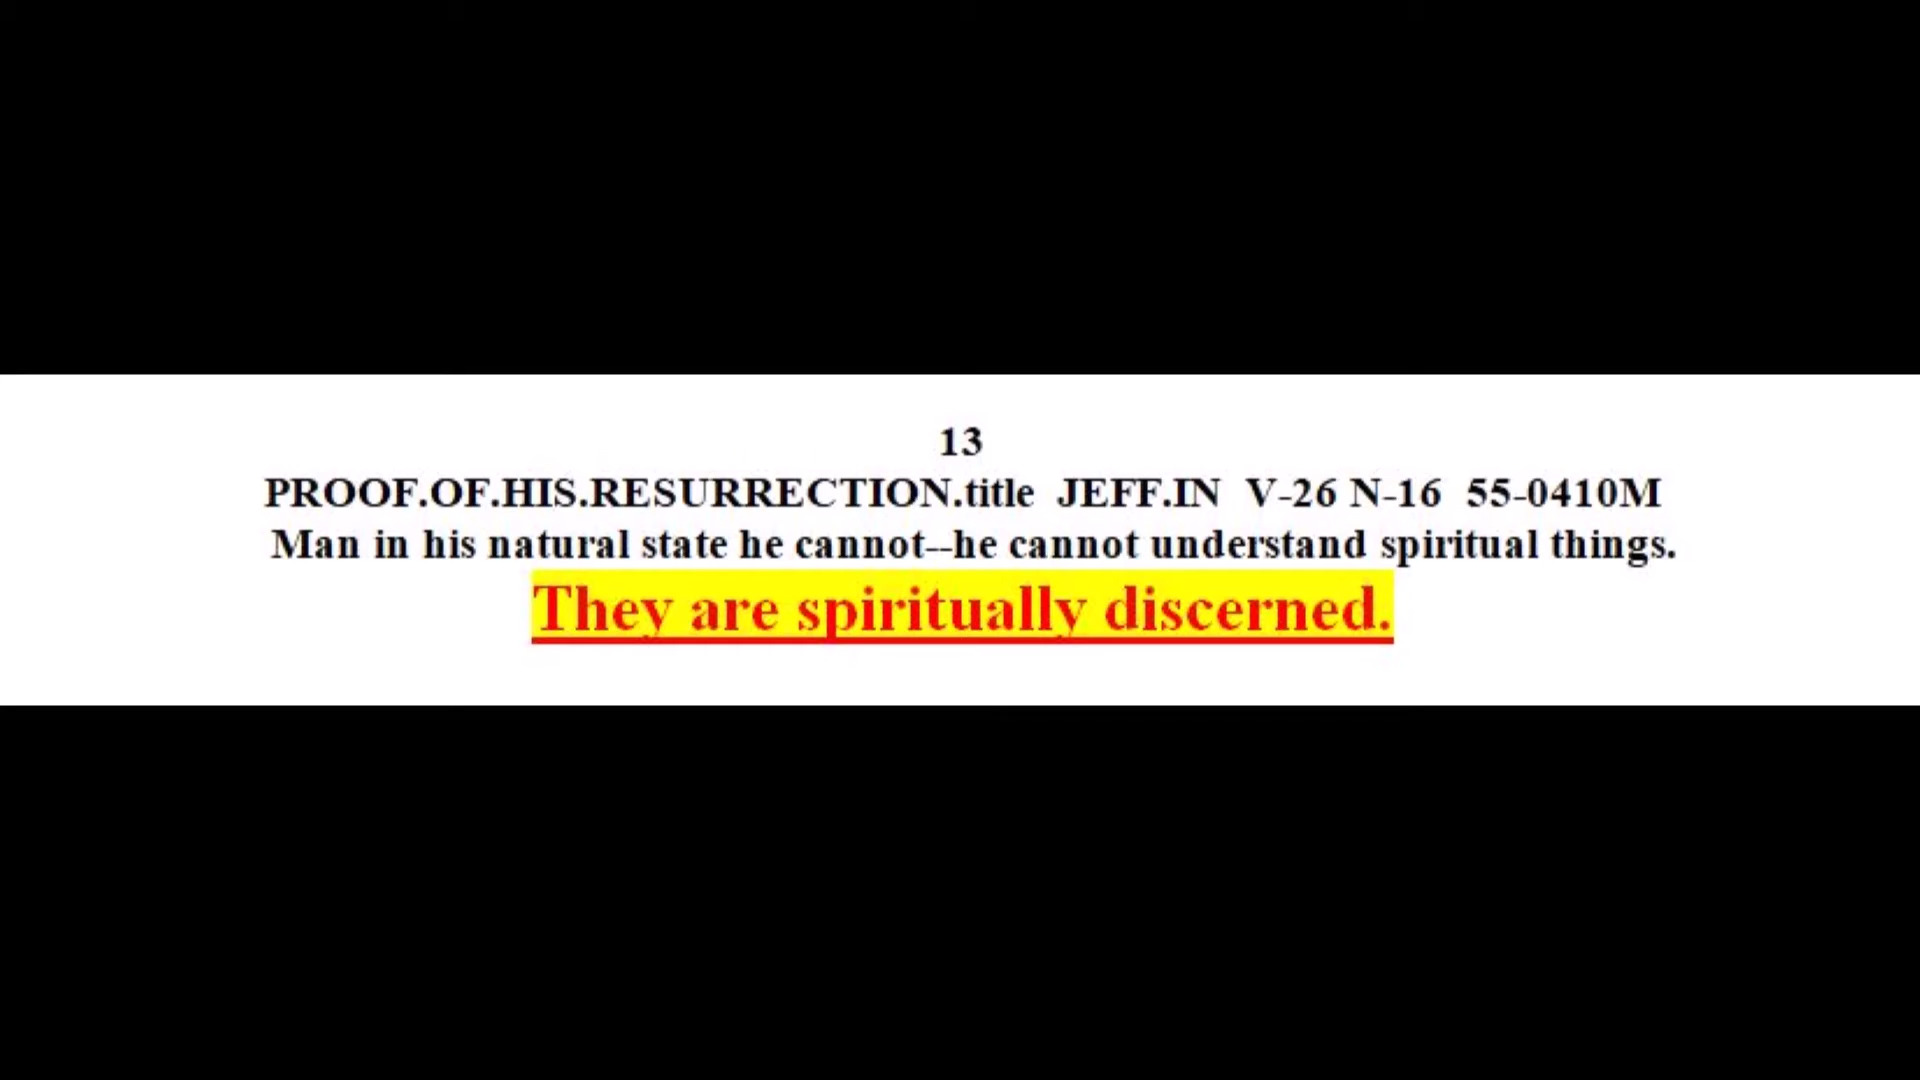 13
PROOF.OF.HIS.RESURRECTION.title JEFF.IN V-26 N-16 55-0410M
Man in his natural state he cannot--he cannot understand spiritual things.
They are spiritually discerned.